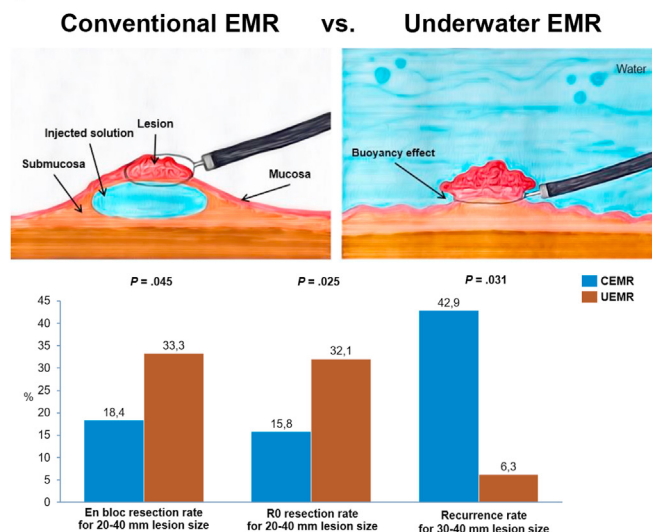 Conventional EMR vs. Underwater EMR
Lesion
Injected solution
Submucosa
Mucosa
Water
Buoyancy effect
P = .045
P = .025
P = .031
CEMR
UEMR
45
40
35
30
25
20
15
10
5
0
%
18,4
33,3
15,8
32,1
42,9
6,3
En bloc resection rate
for 20-40 mm lesion size
R0 resection rate
for 20-40 mm lesion size
Recurrence rate
for 30-40 mm lesion size